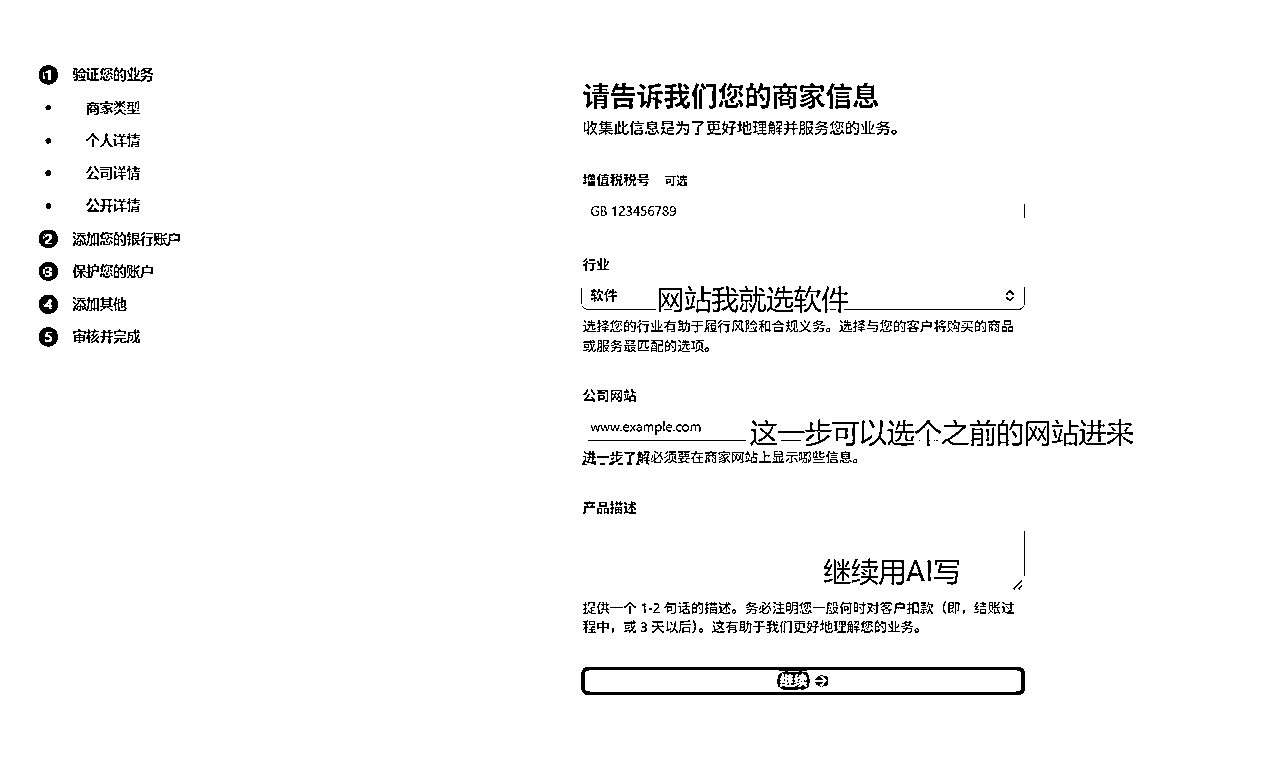 1 验证您的业务
• 商家类型
• 个人详情
• 公司详情
• 公开详情
2 添加您的银行账户
3 保护您的账户
4 添加其他
5 审核并完成
请告诉我们您的商家信息
收集此信息是为了更好地理解并服务您的业务。
增值税税号 可选
GB 123456789
行业
软件 网站我就选软件
选择您的行业有助于履行风险和合规义务。选择与您的客户将购买的商品
或服务最匹配的选项。
公司网站
www.example.com 这一步可以选个之前的网站进来
进一步了解必须要在商家网站上显示哪些信息。
产品描述
继续用AI写
提供一个 1-2 句话的描述。务必注明您一般何时对客户扣款（即，结账过
程中，或 3 天以后）。这有助于我们更好地理解您的业务。
继续